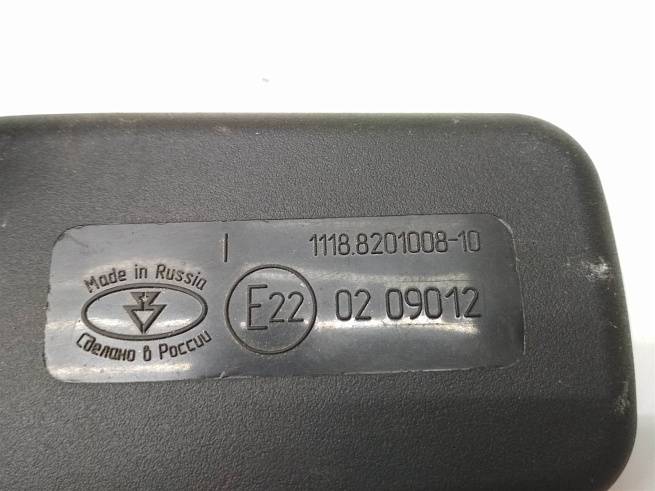 I 1118.8201008-10
Made in Russia
E22 02 09012
Сделано в России